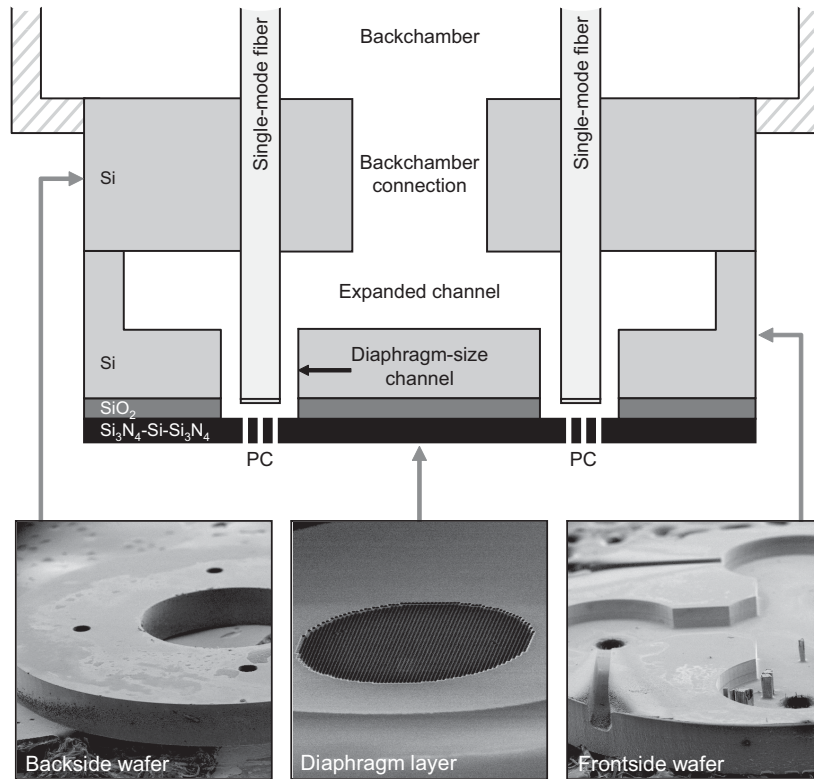 Backchamber
Single-mode fiber
Single-mode fiber
Si
Backchamber
connection
Expanded channel
Si
Diaphragm-size
channel
SiO₂
Si₃N₄-Si-Si₃N₄
PC
PC
Backside wafer
Diaphragm layer
Frontside wafer